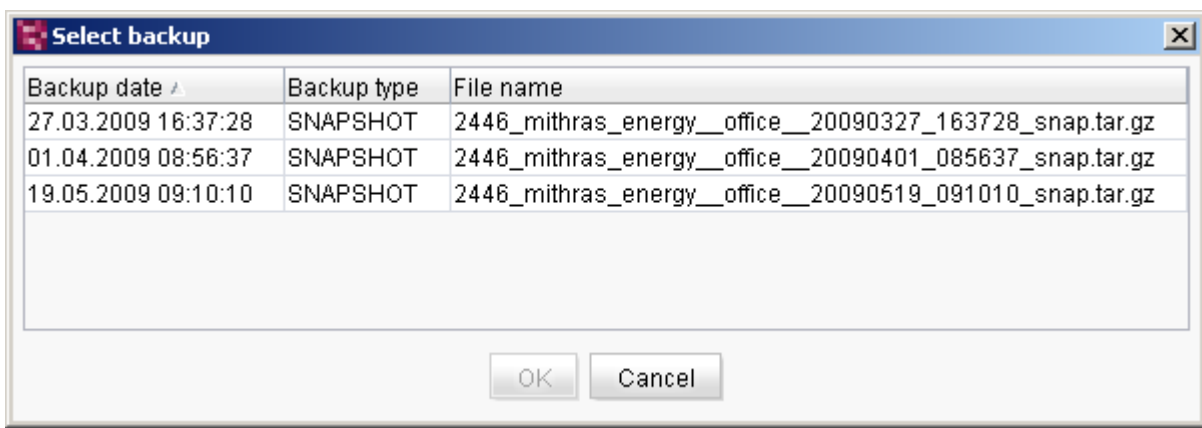 Select backup
Backup date Backup type File name
27.03.2009 16:37:28 SNAPSHOT 2446_mithras_energy__office__20090327_163728_snap.tar.gz
01.04.2009 08:56:37 SNAPSHOT 2446_mithras_energy__office__20090401_085637_snap.tar.gz
19.05.2009 09:10:10 SNAPSHOT 2446_mithras_energy__office__20090519_091010_snap.tar.gz
OK Cancel